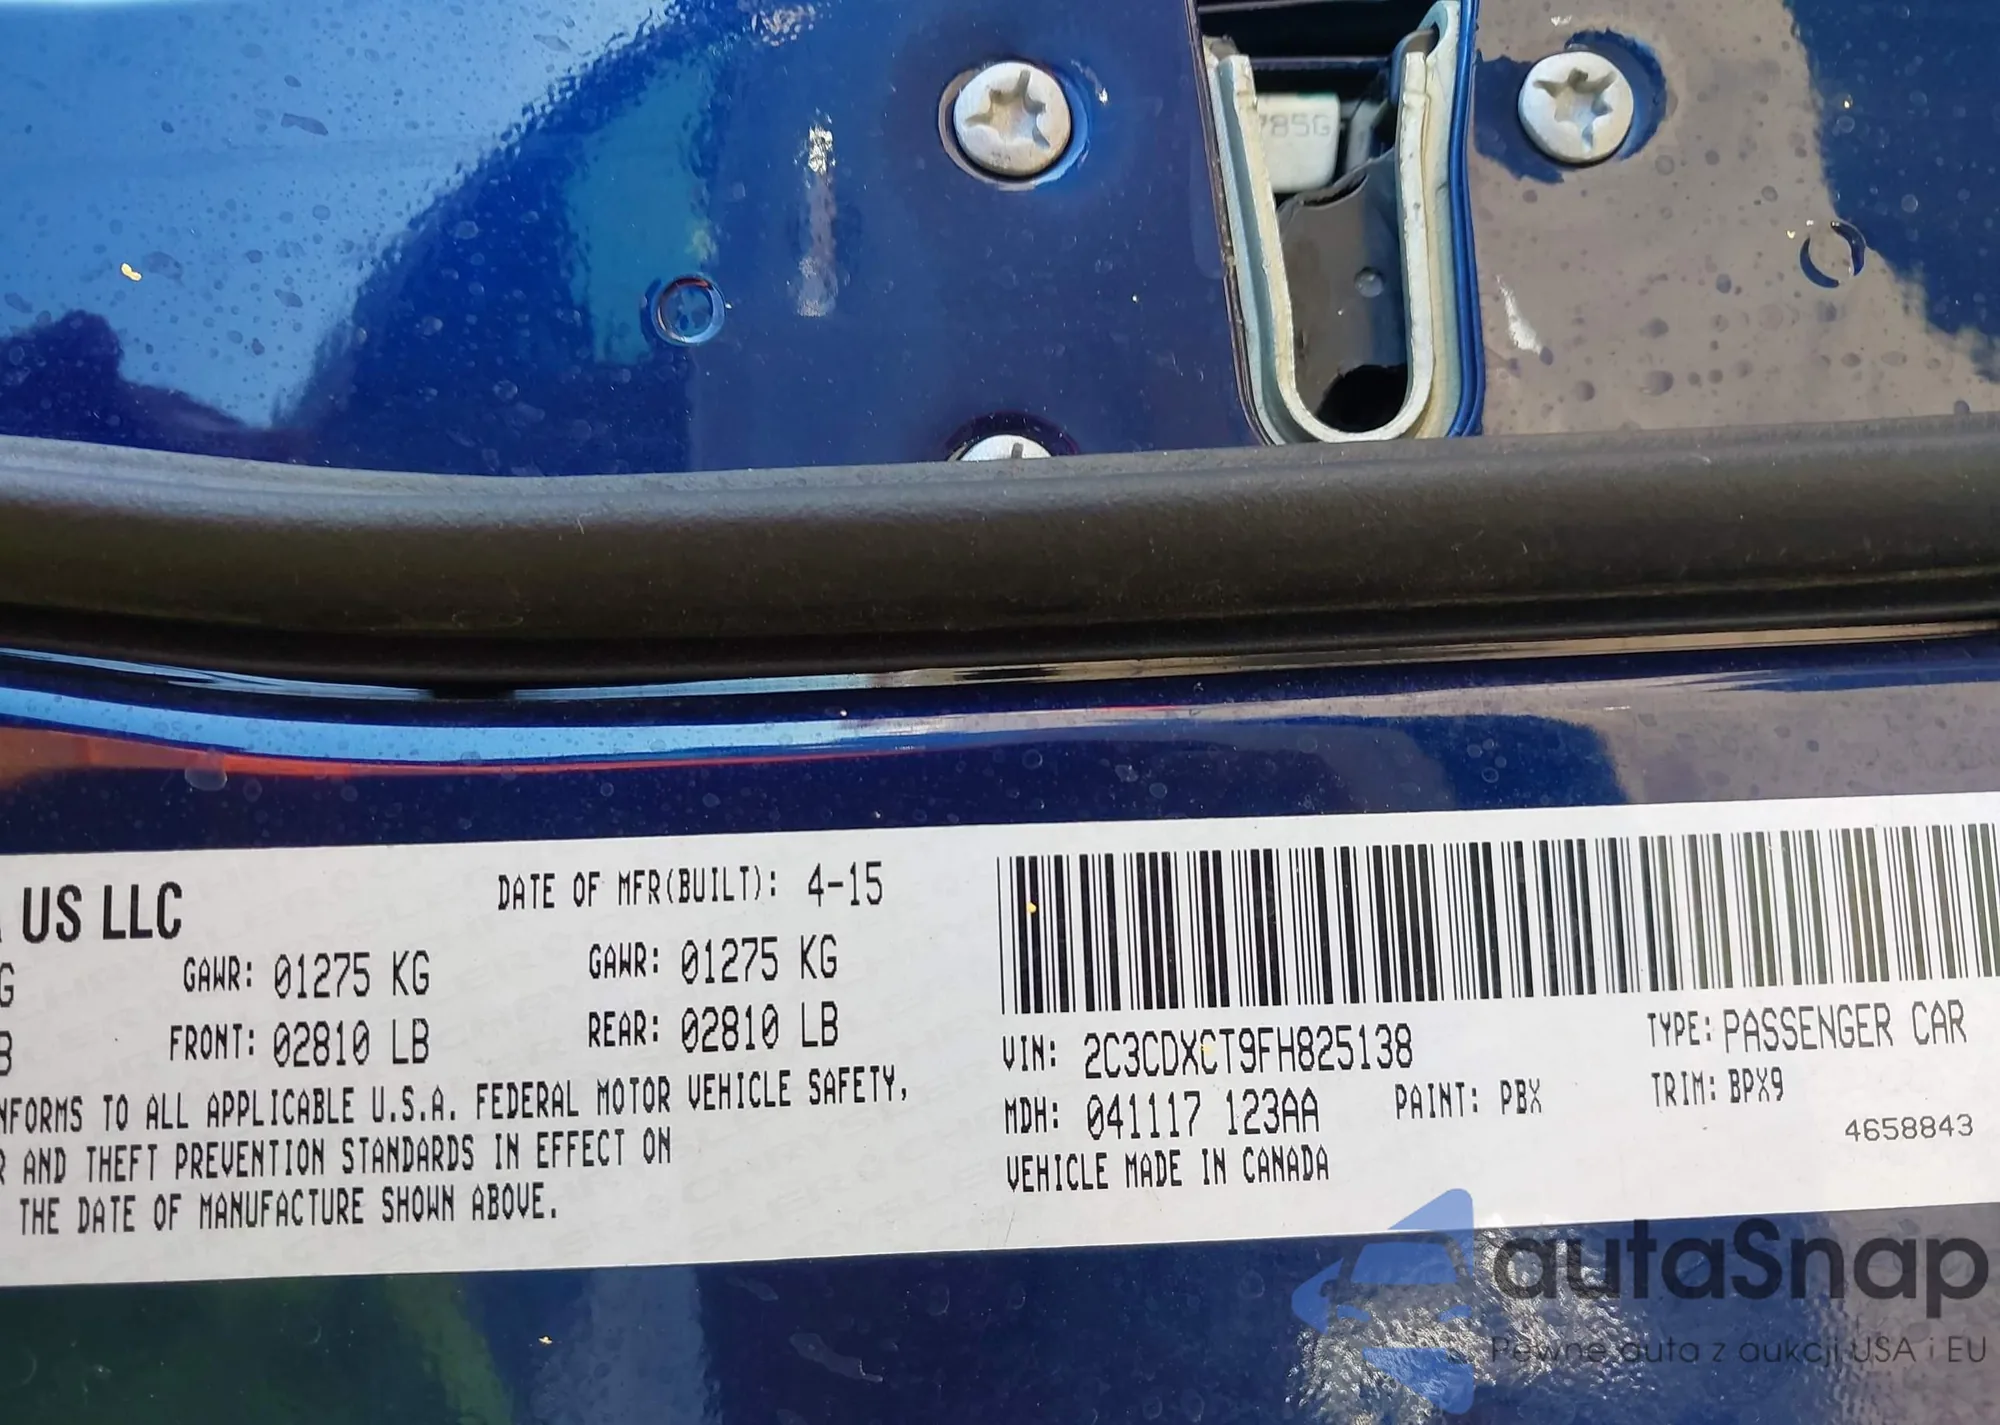 785G
US LLC
DATE OF MFR(BUILT): 4-15
G
GAWR: 01275 KG
GAWR: 01275 KG
B
FRONT: 02810 LB
REAR: 02810 LB
NFORMS TO ALL APPLICABLE U.S.A. FEDERAL MOTOR VEHICLE SAFETY,
R AND THEFT PREVENTION STANDARDS IN EFFECT ON
THE DATE OF MANUFACTURE SHOWN ABOVE.
VIN: 2C3CDXCT9FH825138
TYPE: PASSENGER CAR
MDH: 041117 123AA
PAINT: PBX
TRIM: BPX9
VEHICLE MADE IN CANADA
4658843
autaSnap
Pewne auta z aukcji USA i EU